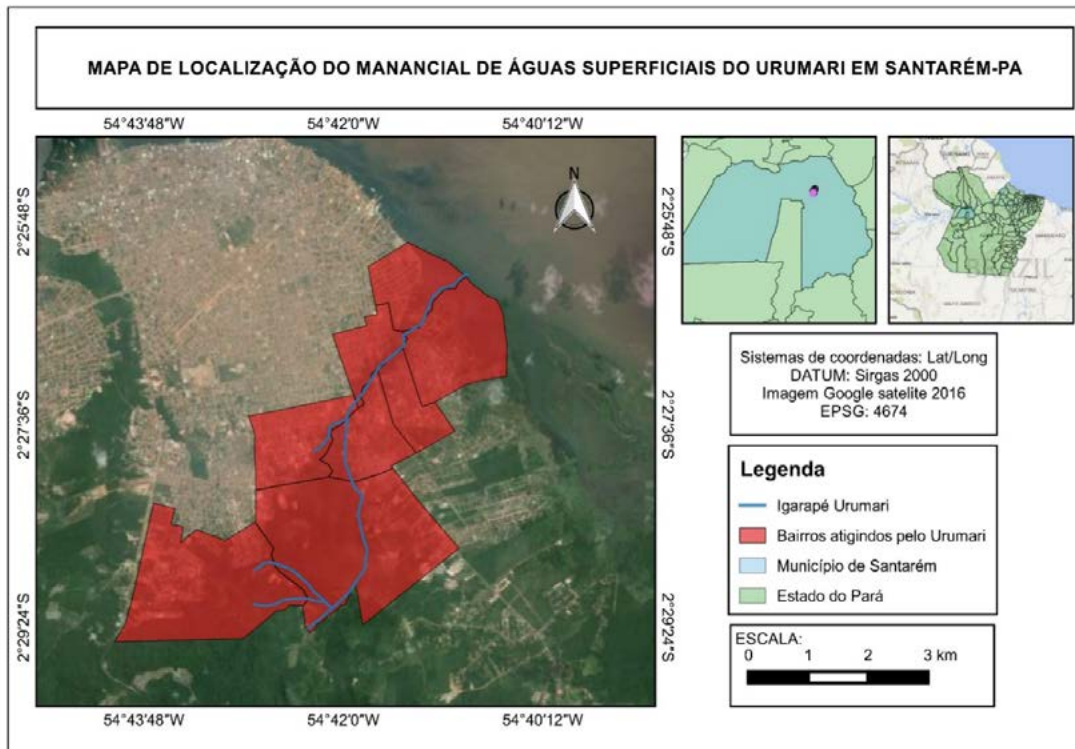 MAPA DE LOCALIZAÇÃO DO MANANCIAL DE ÁGUAS SUPERFICIAIS DO URUMARI EM SANTARÉM-PA
54°43'48"W 54°42'0"W 54°40'12"W
2°25'48"S
2°27'36"S
2°29'24"S
N
2°25'48"S
2°27'36"S
2°29'24"S
54°43'48"W 54°42'0"W 54°40'12"W
BRAZIL
Sistemas de coordenadas: Lat/Long
DATUM: Sirgas 2000
Imagem Google satelite 2016
EPSG: 4674
Legenda
Igarapé Urumari
Bairros atigindos pelo Urumari
Município de Santarém
Estado do Pará
ESCALA:
0 1 2 3 km